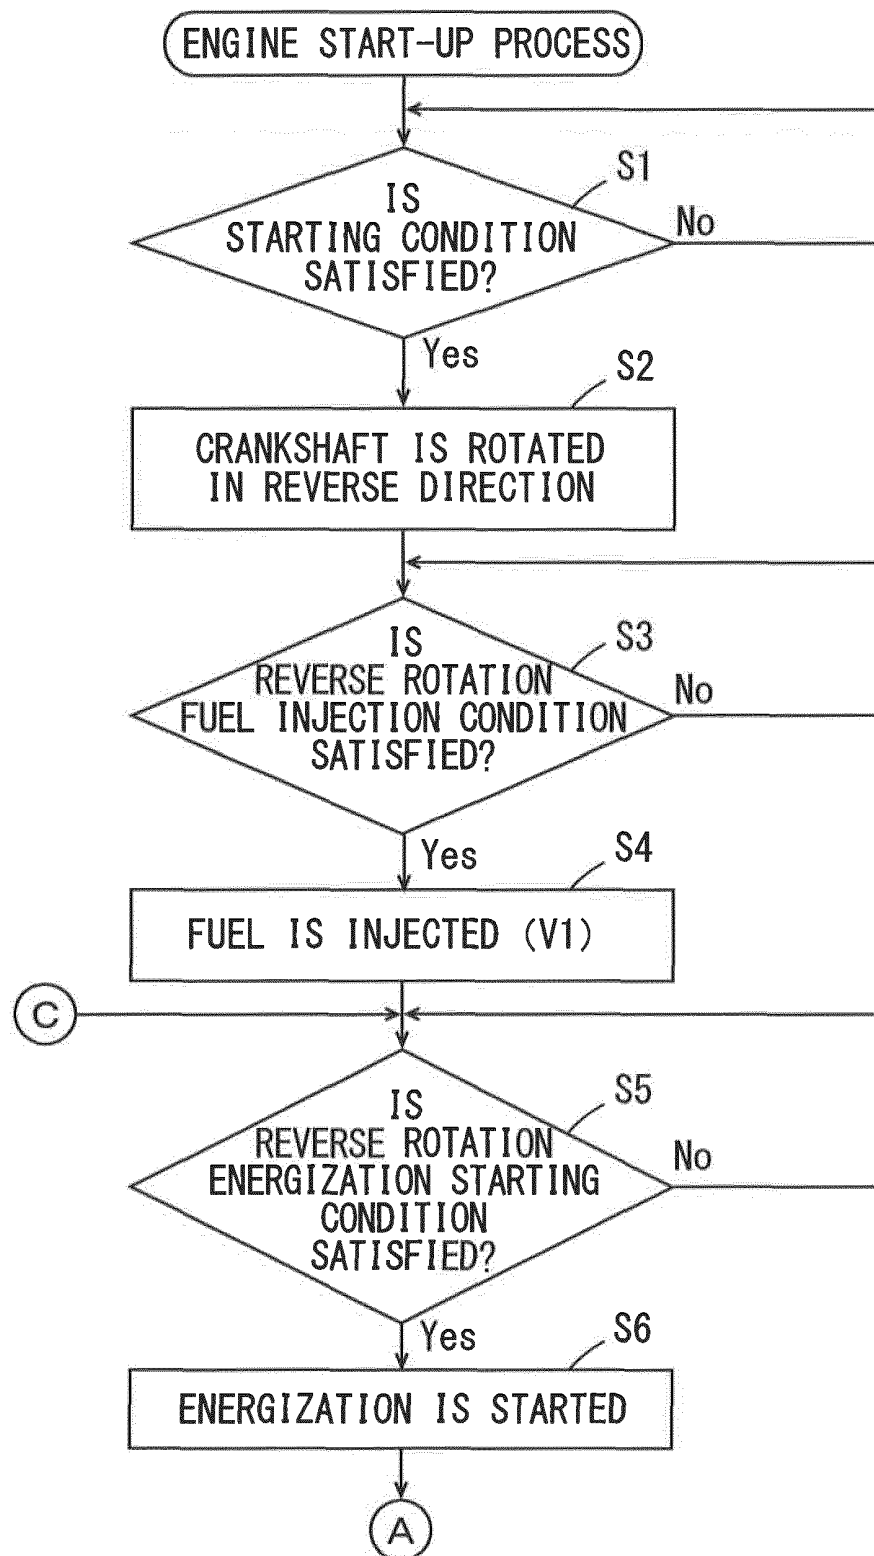 ENGINE START-UP PROCESS
S1
IS
STARTING CONDITION
SATISFIED?
No
Yes
S2
CRANKSHAFT IS ROTATED
IN REVERSE DIRECTION
S3
IS
REVERSE ROTATION
FUEL INJECTION CONDITION
SATISFIED?
No
Yes
S4
FUEL IS INJECTED (V1)
C
S5
IS
REVERSE ROTATION
ENERGIZATION STARTING
CONDITION
SATISFIED?
No
Yes
S6
ENERGIZATION IS STARTED
A